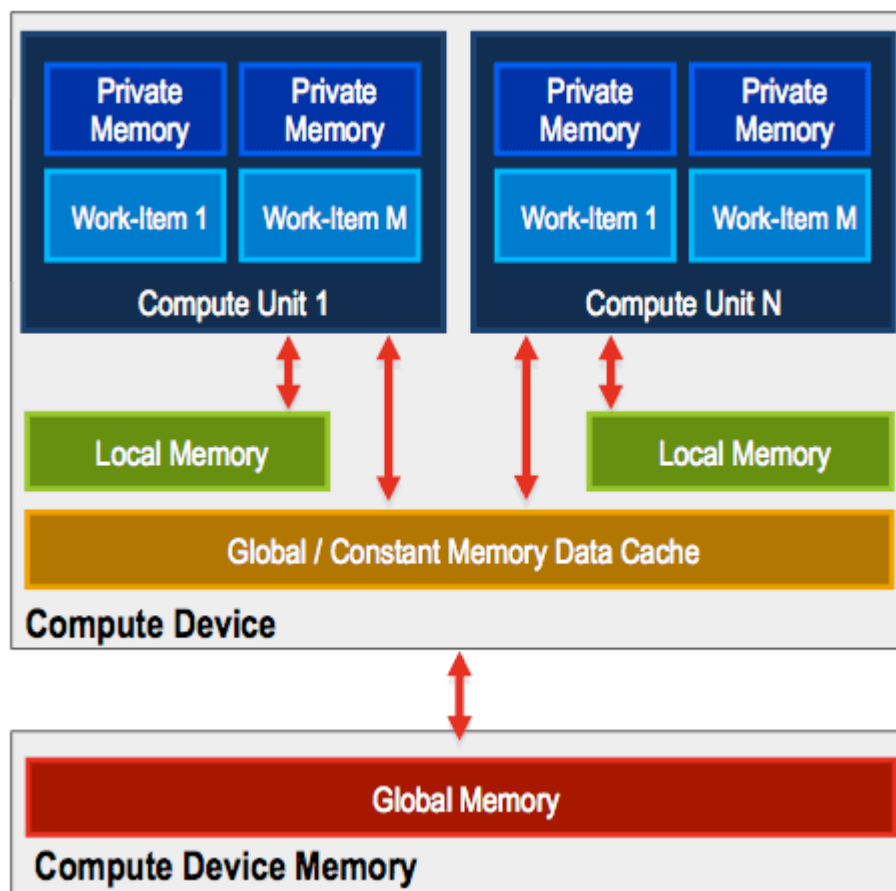 Private
Memory
Private
Memory
Private
Memory
Private
Memory
Work-Item 1
Work-Item M
Work-Item 1
Work-Item M
Compute Unit 1
Compute Unit N
Local Memory
Local Memory
Global / Constant Memory Data Cache
Compute Device
Global Memory
Compute Device Memory